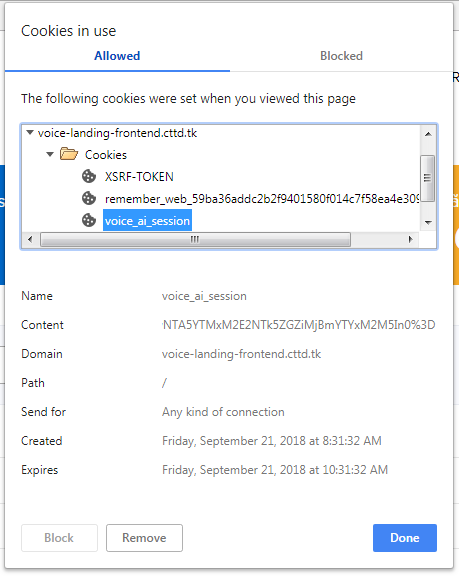 Cookies in use
Allowed Blocked
The following cookies were set when you viewed this page
voice-landing-frontend.cttd.tk
Cookies
XSRF-TOKEN
remember_web_59ba36addc2b2f9401580f014c7f58ea4e309
voice_ai_session
Name voice_ai_session
Content NTA5YTMxM2E2NTk5ZGZiMjBmYTYxM2M5In0%3D
Domain voice-landing-frontend.cttd.tk
Path /
Send for Any kind of connection
Created Friday, September 21, 2018 at 8:31:32 AM
Expires Friday, September 21, 2018 at 10:31:32 AM
Block Remove Done